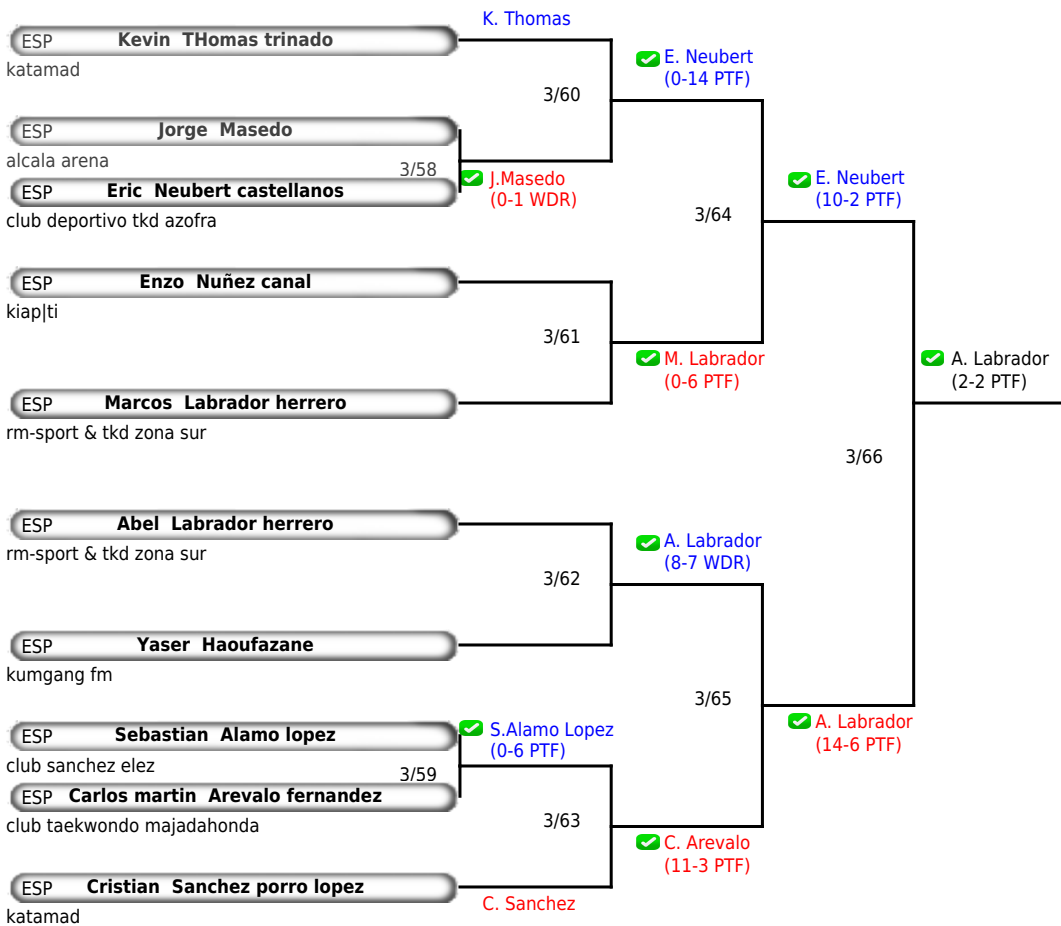 K. Thomas
ESP Kevin THomas trinado
katamad
E. Neubert
(0-14 PTF)
3/60
ESP Jorge Masedo
alcala arena
3/58
ESP Eric Neubert castellanos
club deportivo tkd azofra
J.Masedo
(0-1 WDR)
E. Neubert
(10-2 PTF)
3/64
ESP Enzo Nuñez canal
kiap|ti
3/61
M. Labrador
(0-6 PTF)
A. Labrador
(2-2 PTF)
ESP Marcos Labrador herrero
rm-sport & tkd zona sur
3/66
ESP Abel Labrador herrero
rm-sport & tkd zona sur
A. Labrador
(8-7 WDR)
3/62
ESP Yaser Haoufazane
kumgang fm
3/65
ESP Sebastian Alamo lopez
club sanchez elez
S.Alamo Lopez
(0-6 PTF)
A. Labrador
(14-6 PTF)
3/59
ESP Carlos martin Arevalo fernandez
club taekwondo majadahonda
3/63
C. Arevalo
(11-3 PTF)
ESP Cristian Sanchez porro lopez
katamad
C. Sanchez